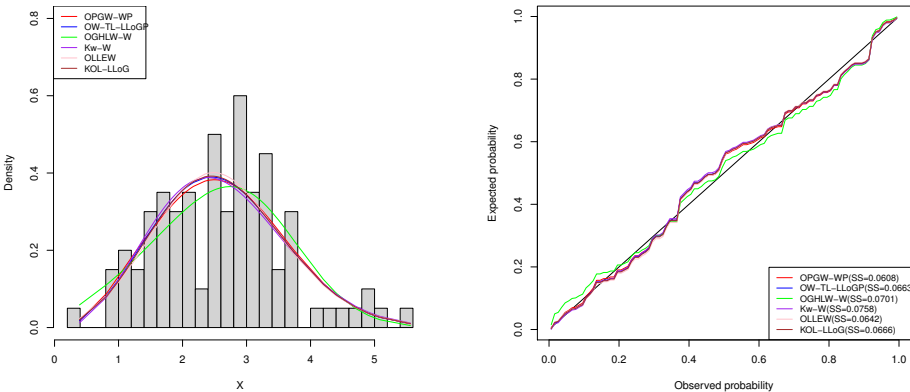 OPGW-WP
OW-TL-LLoGP
OGHLW-W
Kw-W
OLLEW
KOL-LLoG
0.8
0.6
0.4
0.2
0.0
Density
0 1 2 3 4 5
X
1.0
0.8
0.6
0.4
0.2
0.0
Expected probability
OPGW-WP(SS=0.0608)
OW-TL-LLoGP(SS=0.0663
OGHLW-W(SS=0.0701)
Kw-W(SS=0.0758)
OLLEW(SS=0.0642)
KOL-LLoG(SS=0.0666)
0.0 0.2 0.4 0.6 0.8 1.0
Observed probability